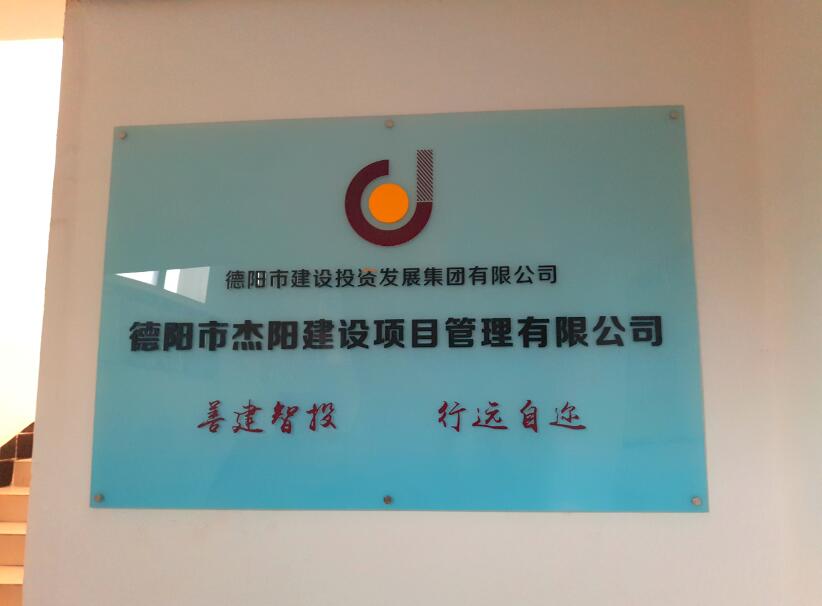 德阳市建设投资发展集团有限公司
德阳市杰阳建设项目管理有限公司
善建智投 行远自迩